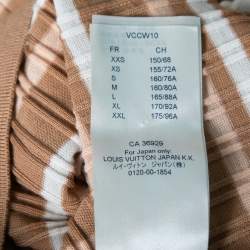 VCCW10
FR CH
XXS 150/68
XS 155/72A
S 160/76A
M 160/80A
L 165/88A
XL 170/92A
XXL 175/96A
CA 36929
For Japan only:
LOUIS VUITTON JAPAN K.K.
ルイ・ヴィトン ジャパン(株)
0120-00-1854